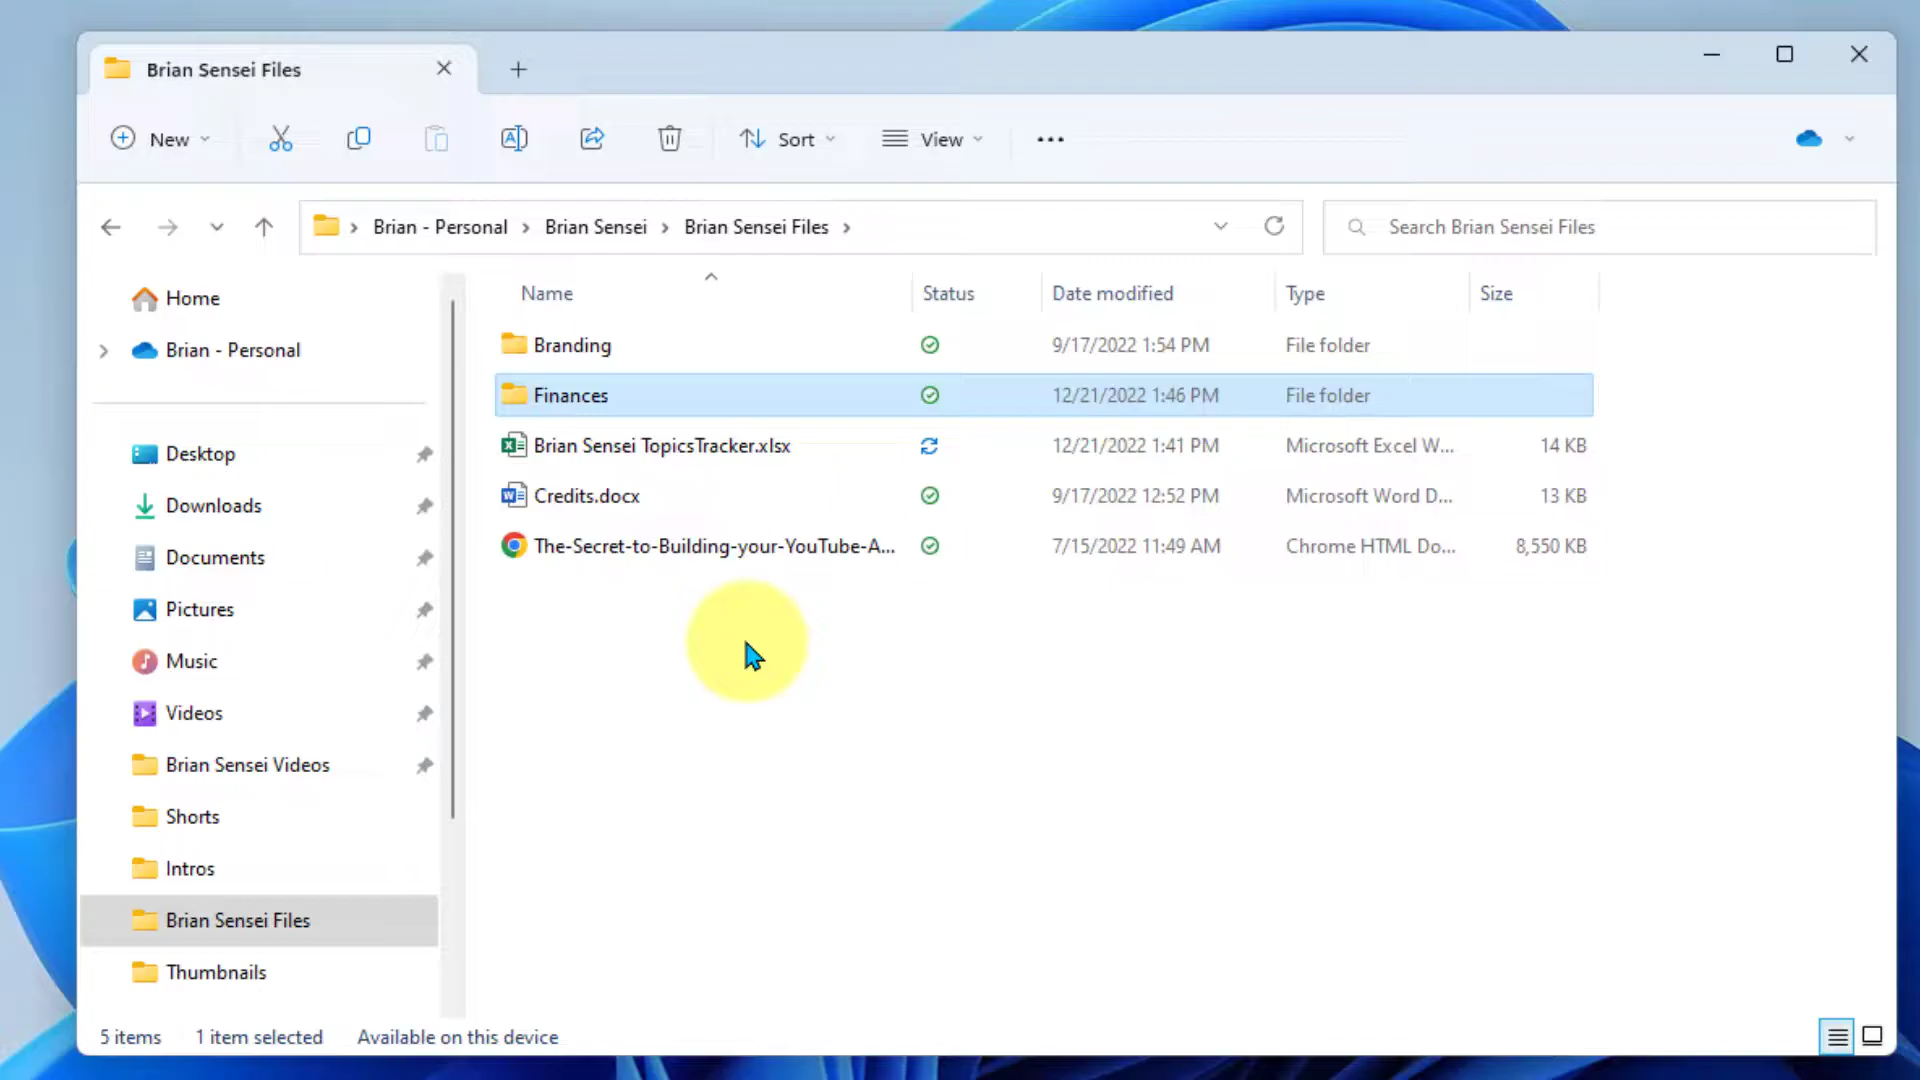 Brian Sensei Files
New
Sort
View
Brian - Personal > Brian Sensei > Brian Sensei Files >
Search Brian Sensei Files
Home
Brian - Personal
Desktop
Downloads
Documents
Pictures
Music
Videos
Brian Sensei Videos
Shorts
Intros
Brian Sensei Files
Thumbnails
Name Status Date modified Type Size
Branding 9/17/2022 1:54 PM File folder
Finances 12/21/2022 1:46 PM File folder
Brian Sensei TopicsTracker.xlsx 12/21/2022 1:41 PM Microsoft Excel W... 14 KB
Credits.docx 9/17/2022 12:52 PM Microsoft Word D... 13 KB
The-Secret-to-Building-your-YouTube-A... 7/15/2022 11:49 AM Chrome HTML Do... 8,550 KB
5 items 1 item selected Available on this device